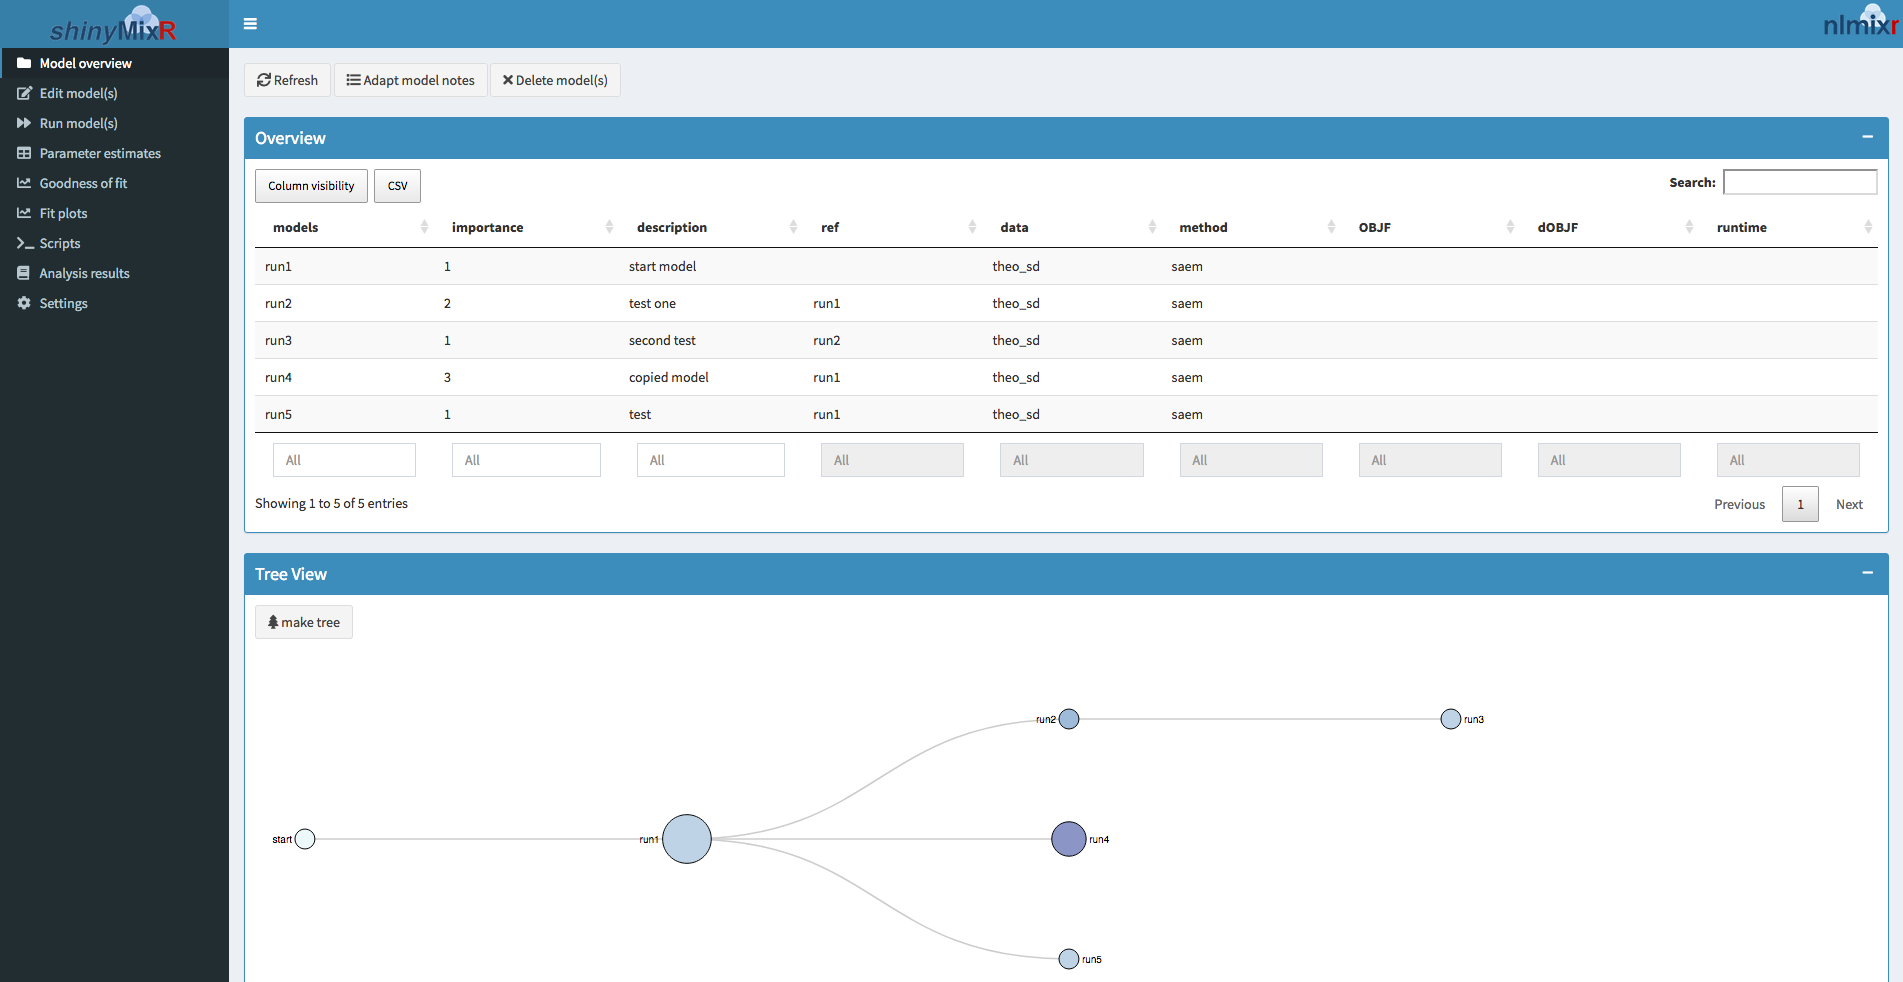 shinyMixR
nlmixr
Model overview
Edit model(s)
Run model(s)
Parameter estimates
Goodness of fit
Fit plots
Scripts
Analysis results
Settings
Refresh Adapt model notes Delete model(s)
Overview
Column visibility CSV Search:
models importance description ref data method OBJF dOBJF runtime
run1 1 start model theo_sd saem
run2 2 test one run1 theo_sd saem
run3 1 second test run2 theo_sd saem
run4 3 copied model run1 theo_sd saem
run5 1 test run1 theo_sd saem
All All All All All All All All All
Showing 1 to 5 of 5 entries Previous 1 Next
Tree View
make tree
run2 run3
start run1 run4
run5